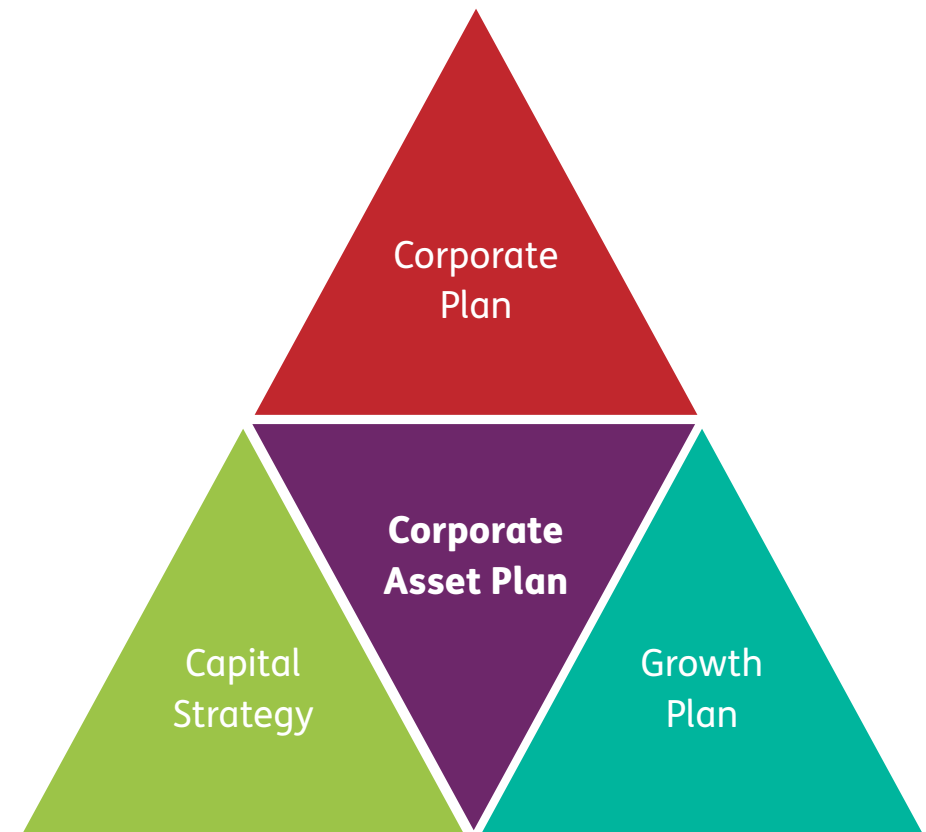 Corporate
Plan
Corporate
Asset Plan
Capital
Strategy
Growth
Plan